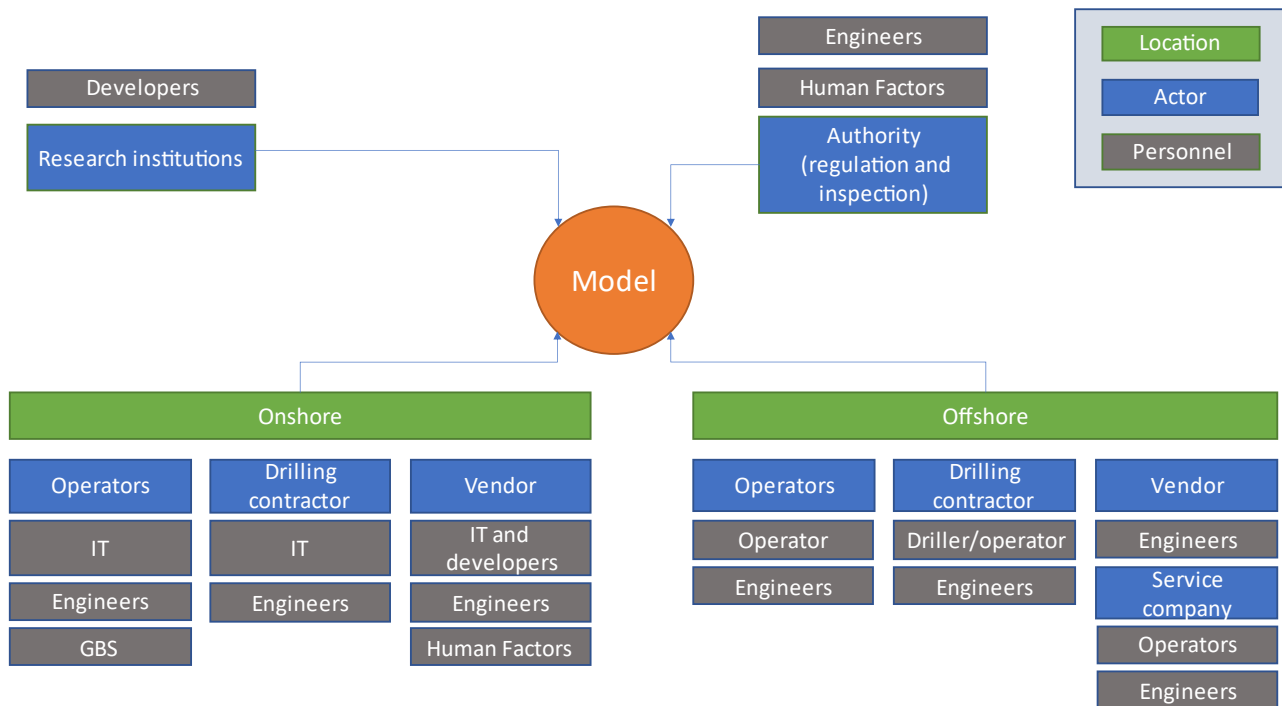 Engineers
Location
Developers
Human Factors
Actor
Research institutions
Authority
(regulation and
inspection)
Personnel
Model
Onshore
Operators
Drilling
contractor
Vendor
IT
IT
IT and
developers
Engineers
Engineers
Engineers
GBS
Human Factors
Offshore
Operators
Drilling
contractor
Vendor
Operator
Driller/operator
Engineers
Engineers
Engineers
Service
company
Operators
Engineers